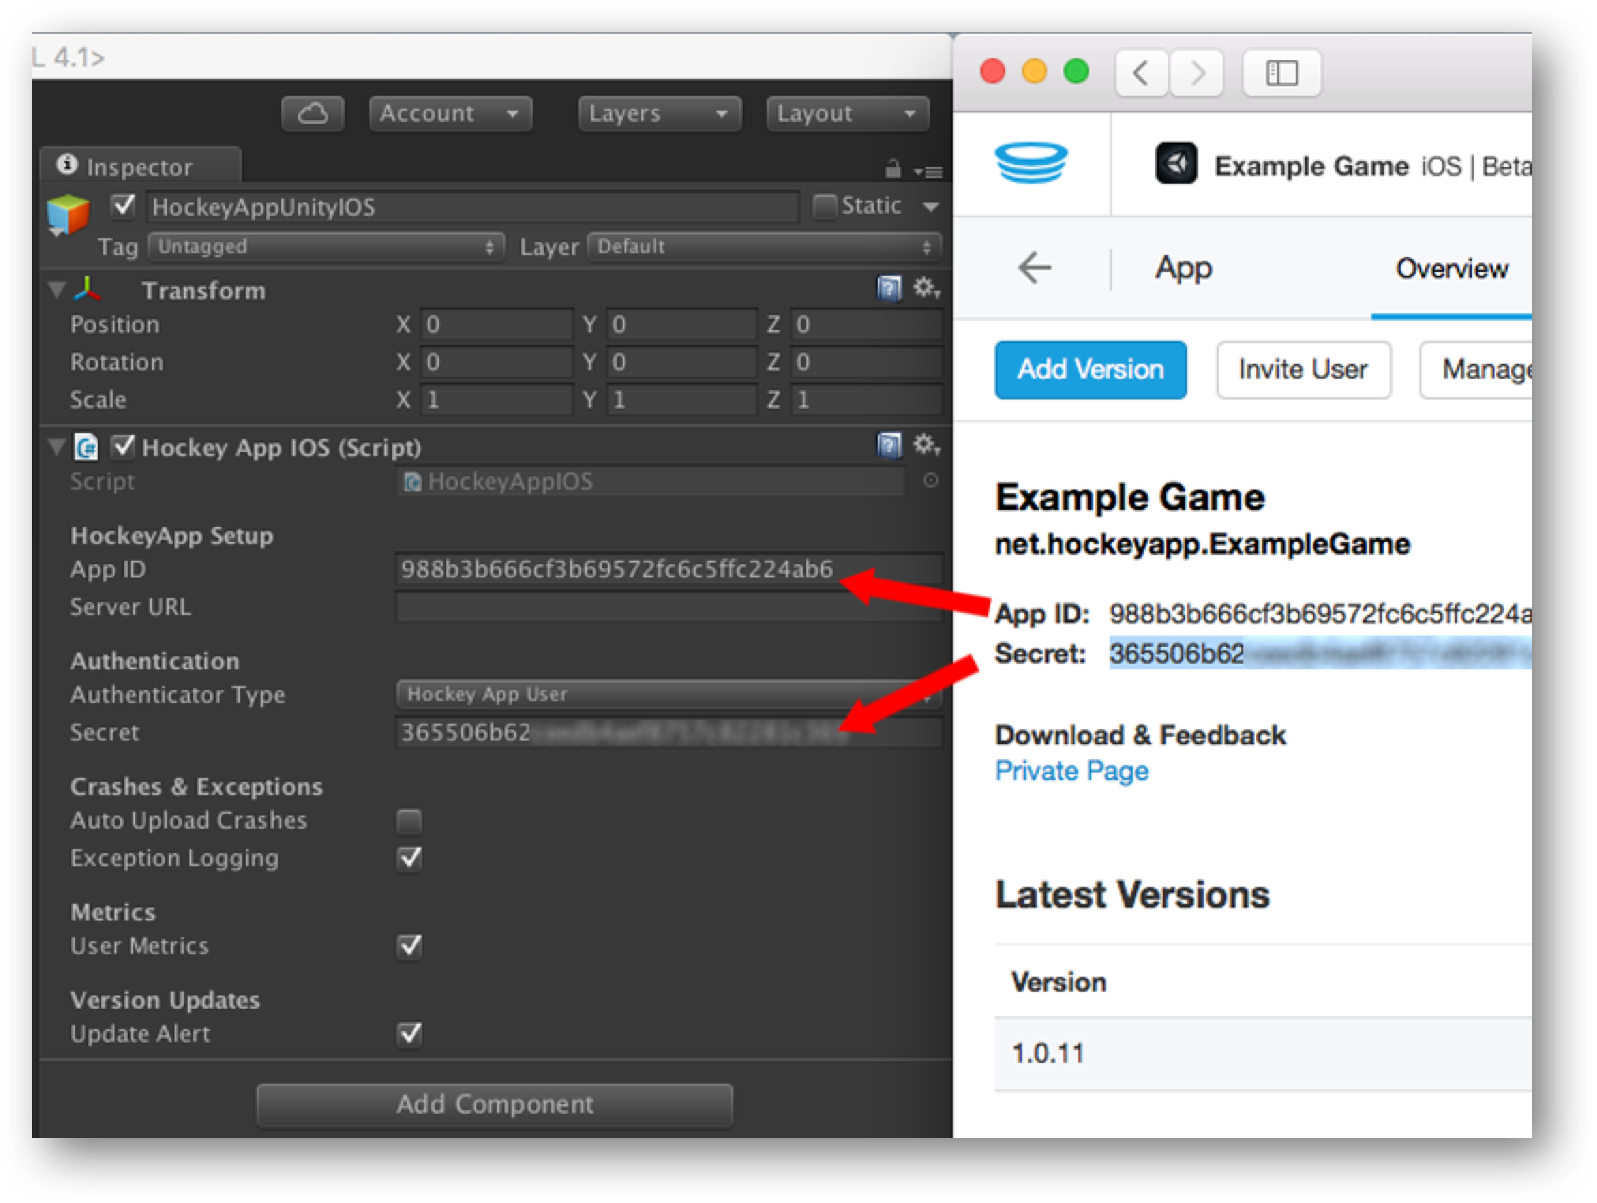 L 4.1>
Account
Layers
Layout
Inspector
HockeyAppUnityIOS
Static
Tag Untagged Layer Default
Transform
Position X 0 Y 0 Z 0
Rotation X 0 Y 0 Z 0
Scale X 1 Y 1 Z 1
Hockey App IOS (Script)
Script HockeyAppIOS
HockeyApp Setup
App ID 988b3b666cf3b69572fc6c5ffc224ab6
Server URL
Authentication
Authenticator Type Hockey App User
Secret 365506b62
Crashes & Exceptions
Auto Upload Crashes
Exception Logging
Metrics
User Metrics
Version Updates
Update Alert
Add Component
Example Game iOS | Beta
App
Overview
Add Version
Invite User
Manage
Example Game
net.hockeyapp.ExampleGame
App ID: 988b3b666cf3b69572fc6c5ffc224a
Secret: 365506b62
Download & Feedback
Private Page
Latest Versions
Version
1.0.11